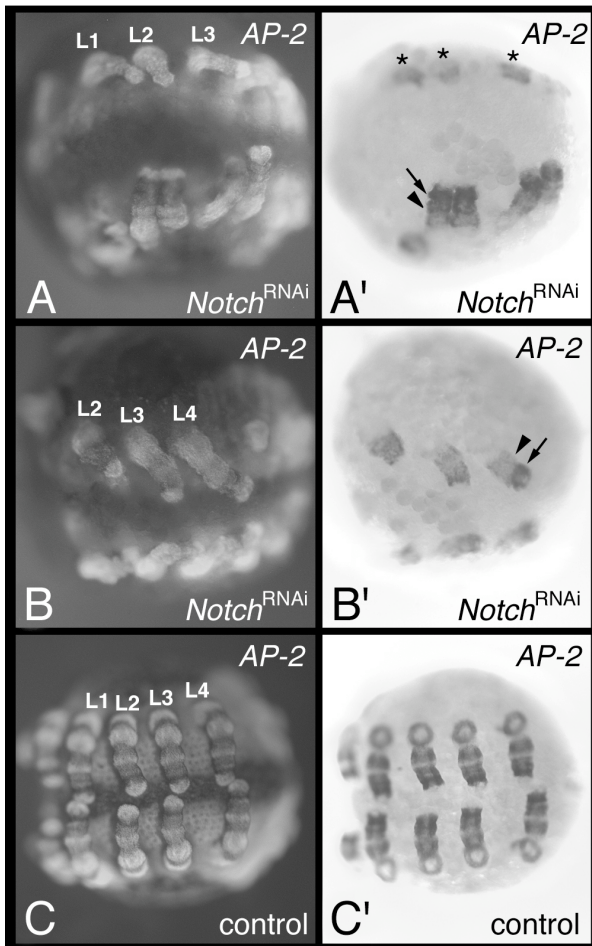 AP-2
L1 L2 L3
A
Notch^RNAi
AP-2
* * *
A'
Notch^RNAi
AP-2
L2 L3 L4
B
Notch^RNAi
AP-2
B'
Notch^RNAi
AP-2
L1 L2 L3 L4
C
control
AP-2
C'
control